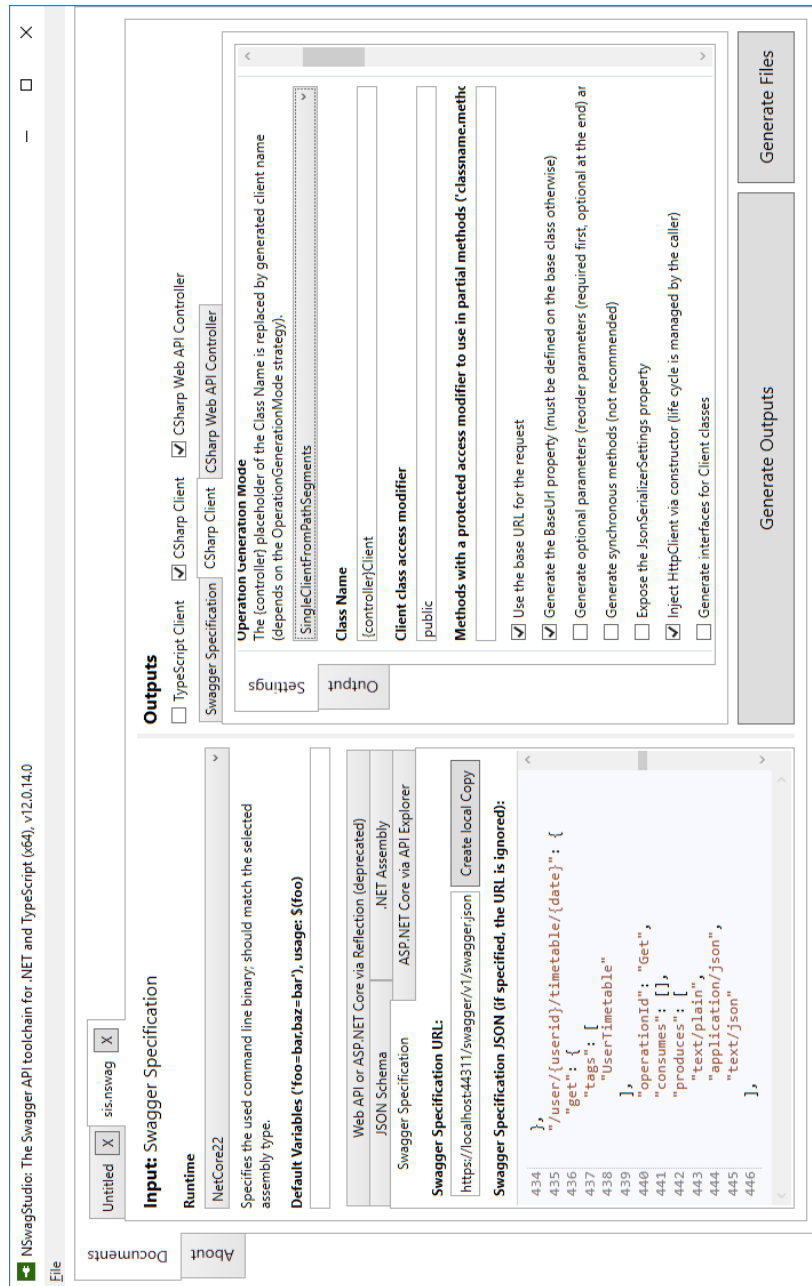 NSwagStudio: The Swagger API toolchain for .NET and TypeScript (x64), v12.0.14.0
File
Documents
About
Untitled X
sis.nswag X
Input: Swagger Specification
Runtime
NetCore22
Specifies the used command line binary; should match the selected
assembly type.
Default Variables ('foo=bar,baz=bar'), usage: $(foo)
Web API or ASP.NET Core via Reflection (deprecated)
JSON Schema
.NET Assembly
Swagger Specification
ASP.NET Core via API Explorer
Swagger Specification URL:
https://localhost:44311/swagger/v1/swagger.json
Create local Copy
Swagger Specification JSON (if specified, the URL is ignored):
434 },
435 "/user/{userid}/timetable/{date}": {
436 "get": {
437 "tags": [
438 "UserTimetable"
439 ],
440 "operationId": "Get",
441 "consumes": [],
442 "produces": [
443 "text/plain",
444 "application/json",
445 "text/json"
446 ],
Outputs
TypeScript Client
CSharp Client
CSharp Web API Controller
Swagger Specification
CSharp Client
CSharp Web API Controller
Settings
Output
Operation Generation Mode
The {controller} placeholder of the Class Name is replaced by generated client name
(depends on the OperationGenerationMode strategy).
SingleClientFromPathSegments
Class Name
{controller}Client
Client class access modifier
public
Methods with a protected access modifier to use in partial methods ('classname.metho
Use the base URL for the request
Generate the BaseUrl property (must be defined on the base class otherwise)
Generate optional parameters (reorder parameters (required first, optional at the end) ar
Generate synchronous methods (not recommended)
Expose the JsonSerializerSettings property
Inject HttpClient via constructor (life cycle is managed by the caller)
Generate interfaces for Client classes
Generate Outputs
Generate Files